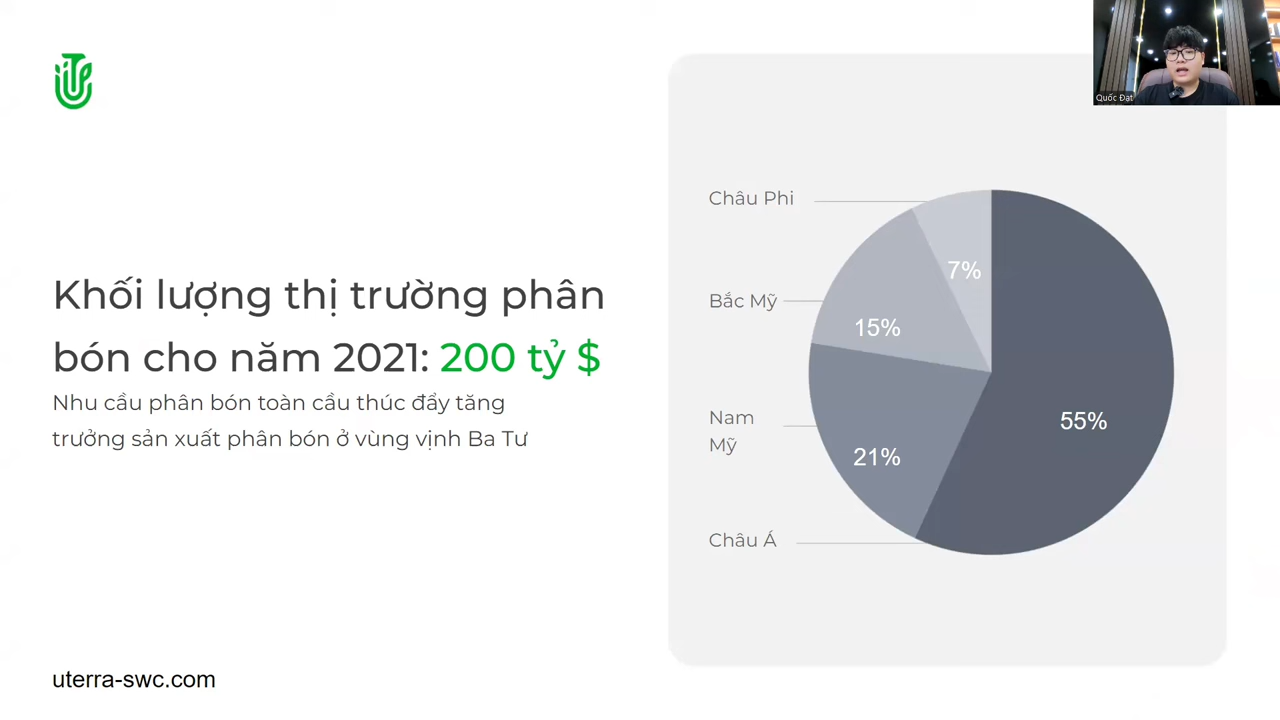 Khối lượng thị trường phân
bón cho năm 2021: 200 tỷ $
Nhu cầu phân bón toàn cầu thúc đẩy tăng
trưởng sản xuất phân bón ở vùng vịnh Ba Tư
uterra-swc.com
Châu Phi
Bắc Mỹ
Nam
Mỹ
Châu Á
7%
15%
21%
55%
Quốc Đạt